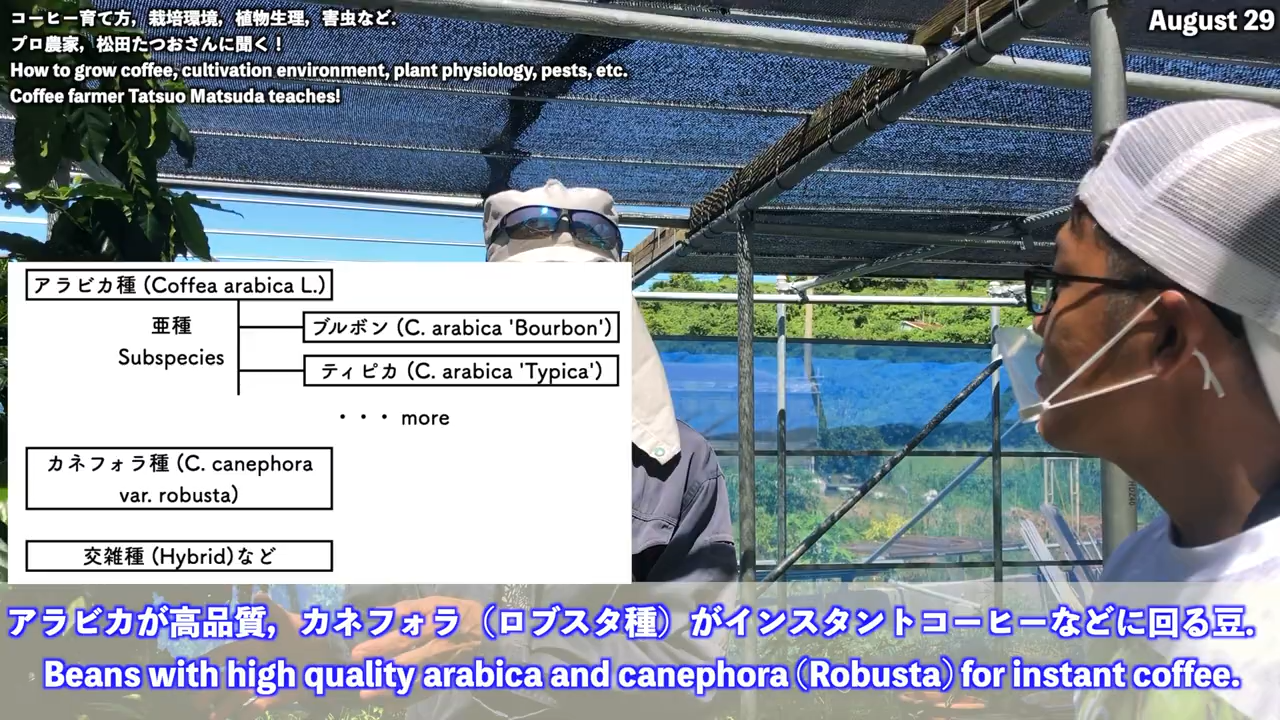 コーヒー育て方，栽培環境，植物生理，害虫など.
プロ農家，松田たつおさんに聞く！
How to grow coffee, cultivation environment, plant physiology, pests, etc.
Coffee farmer Tatsuo Matsuda teaches!
August 29
アラビカ種 (Coffea arabica L.)
亜種
Subspecies
ブルボン (C. arabica 'Bourbon')
ティピカ (C. arabica 'Typica')
・・・ more
カネフォラ種 (C. canephora
var. robusta)
交雑種 (Hybrid)など
アラビカが高品質，カネフォラ（ロブスタ種）がインスタントコーヒーなどに回る豆.
Beans with high quality arabica and canephora (Robusta) for instant coffee.